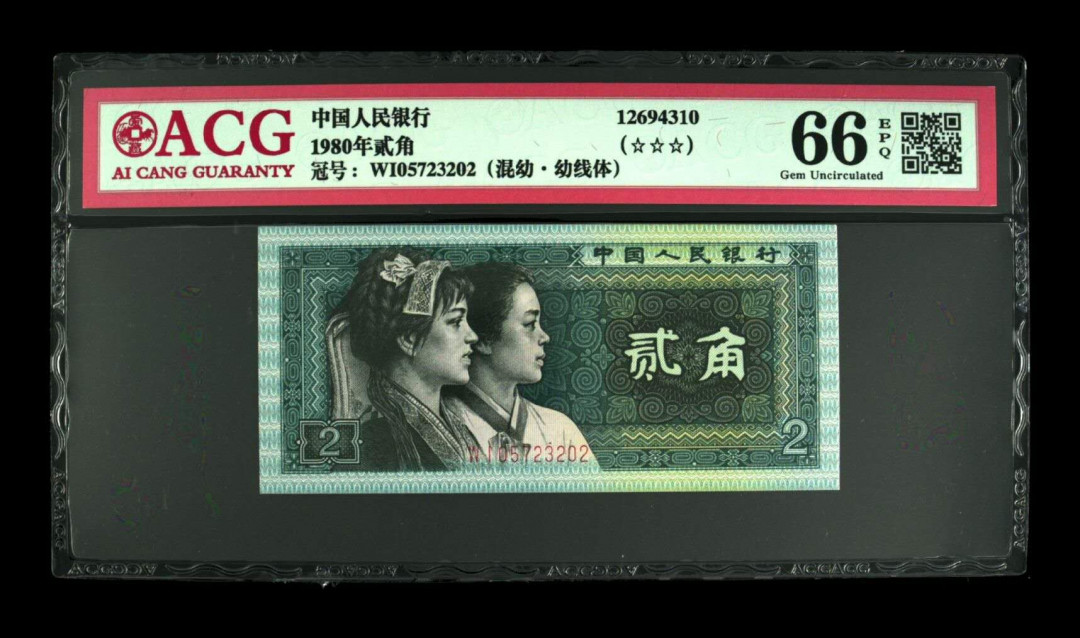 ACG
AI CANG GUARANTY
中国人民银行
1980年贰角
冠号：WI05723202（混幼·幼线体）
12694310
(☆☆☆)
66
EPQ
Gem Uncirculated
中国人民银行
贰角
2
WI05723202
2